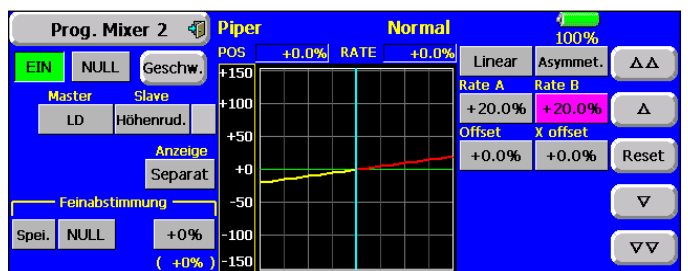 Prog. Mixer 2 Piper Normal 100%
EIN NULL Geschw. POS +0.0% RATE +0.0% Linear Asymmet.
Master Slave Rate A Rate B
LD Höhenrud. +20.0% +20.0%
Offset X offset
Anzeige +0.0% +0.0% Reset
Separat
Feinabstimmung
Spei. NULL +0%
( +0% )
+150
+100
+50
+0
-50
-100
-150